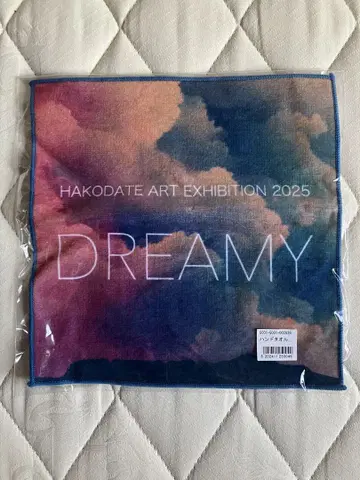 HAKODATE ART EXHIBITION 2025
DREAMY
ハンドタオル